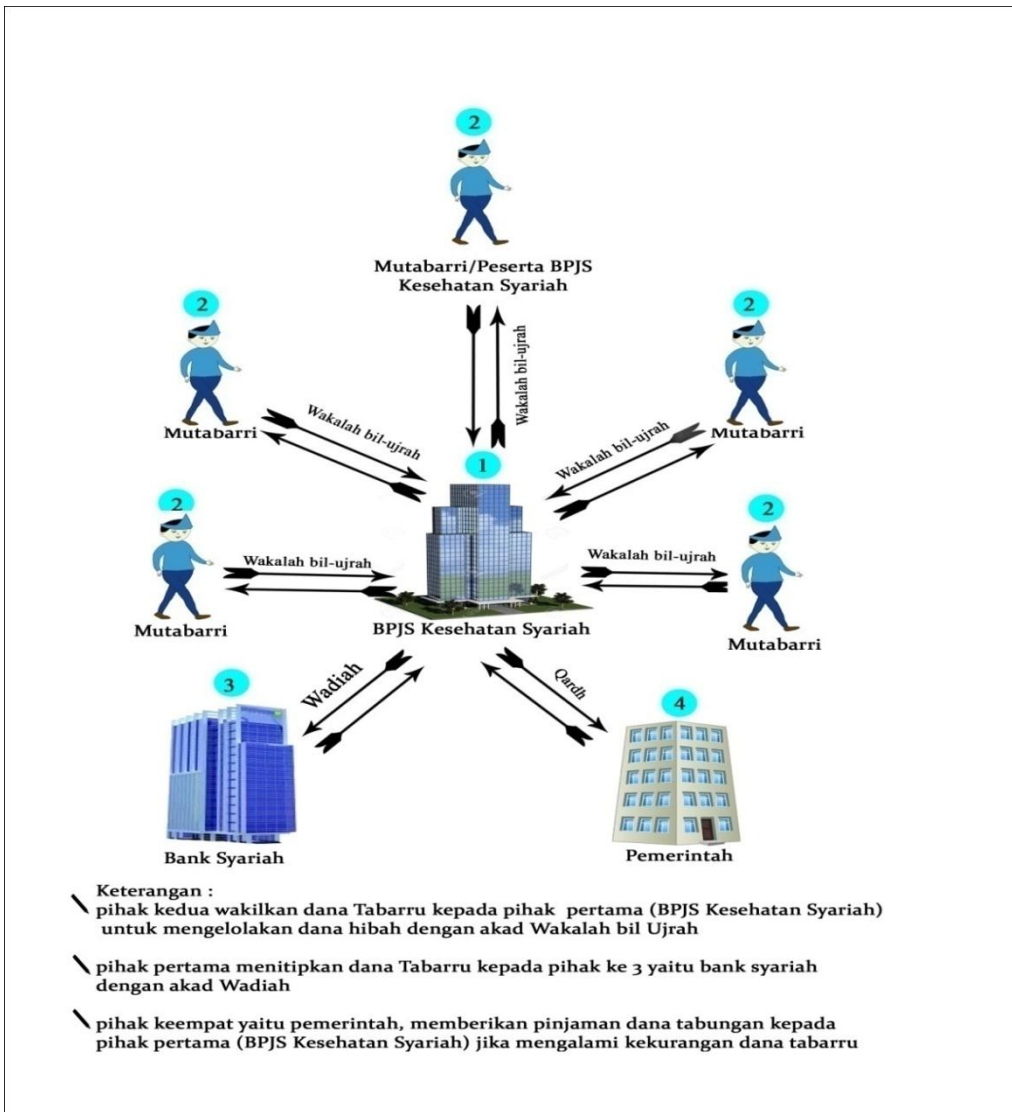 2
Mutabarri/Peserta BPJS
Kesehatan Syariah
2
Mutabarri
2
Mutabarri
Wakalah bil-ujrah
Wakalah bil-ujrah
Wakalah bil-ujrah
1
2
Mutabarri
2
Mutabarri
Wakalah bil-ujrah
Wakalah bil-ujrah
BPJS Kesehatan Syariah
Wadiah
Qardh
3
Bank Syariah
4
Pemerintah
Keterangan :
pihak kedua wakilkan dana Tabarru kepada pihak pertama (BPJS Kesehatan Syariah)
untuk mengelolakan dana hibah dengan akad Wakalah bil Ujrah
pihak pertama menitipkan dana Tabarru kepada pihak ke 3 yaitu bank syariah
dengan akad Wadiah
pihak keempat yaitu pemerintah, memberikan pinjaman dana tabungan kepada
pihak pertama (BPJS Kesehatan Syariah) jika mengalami kekurangan dana tabarru